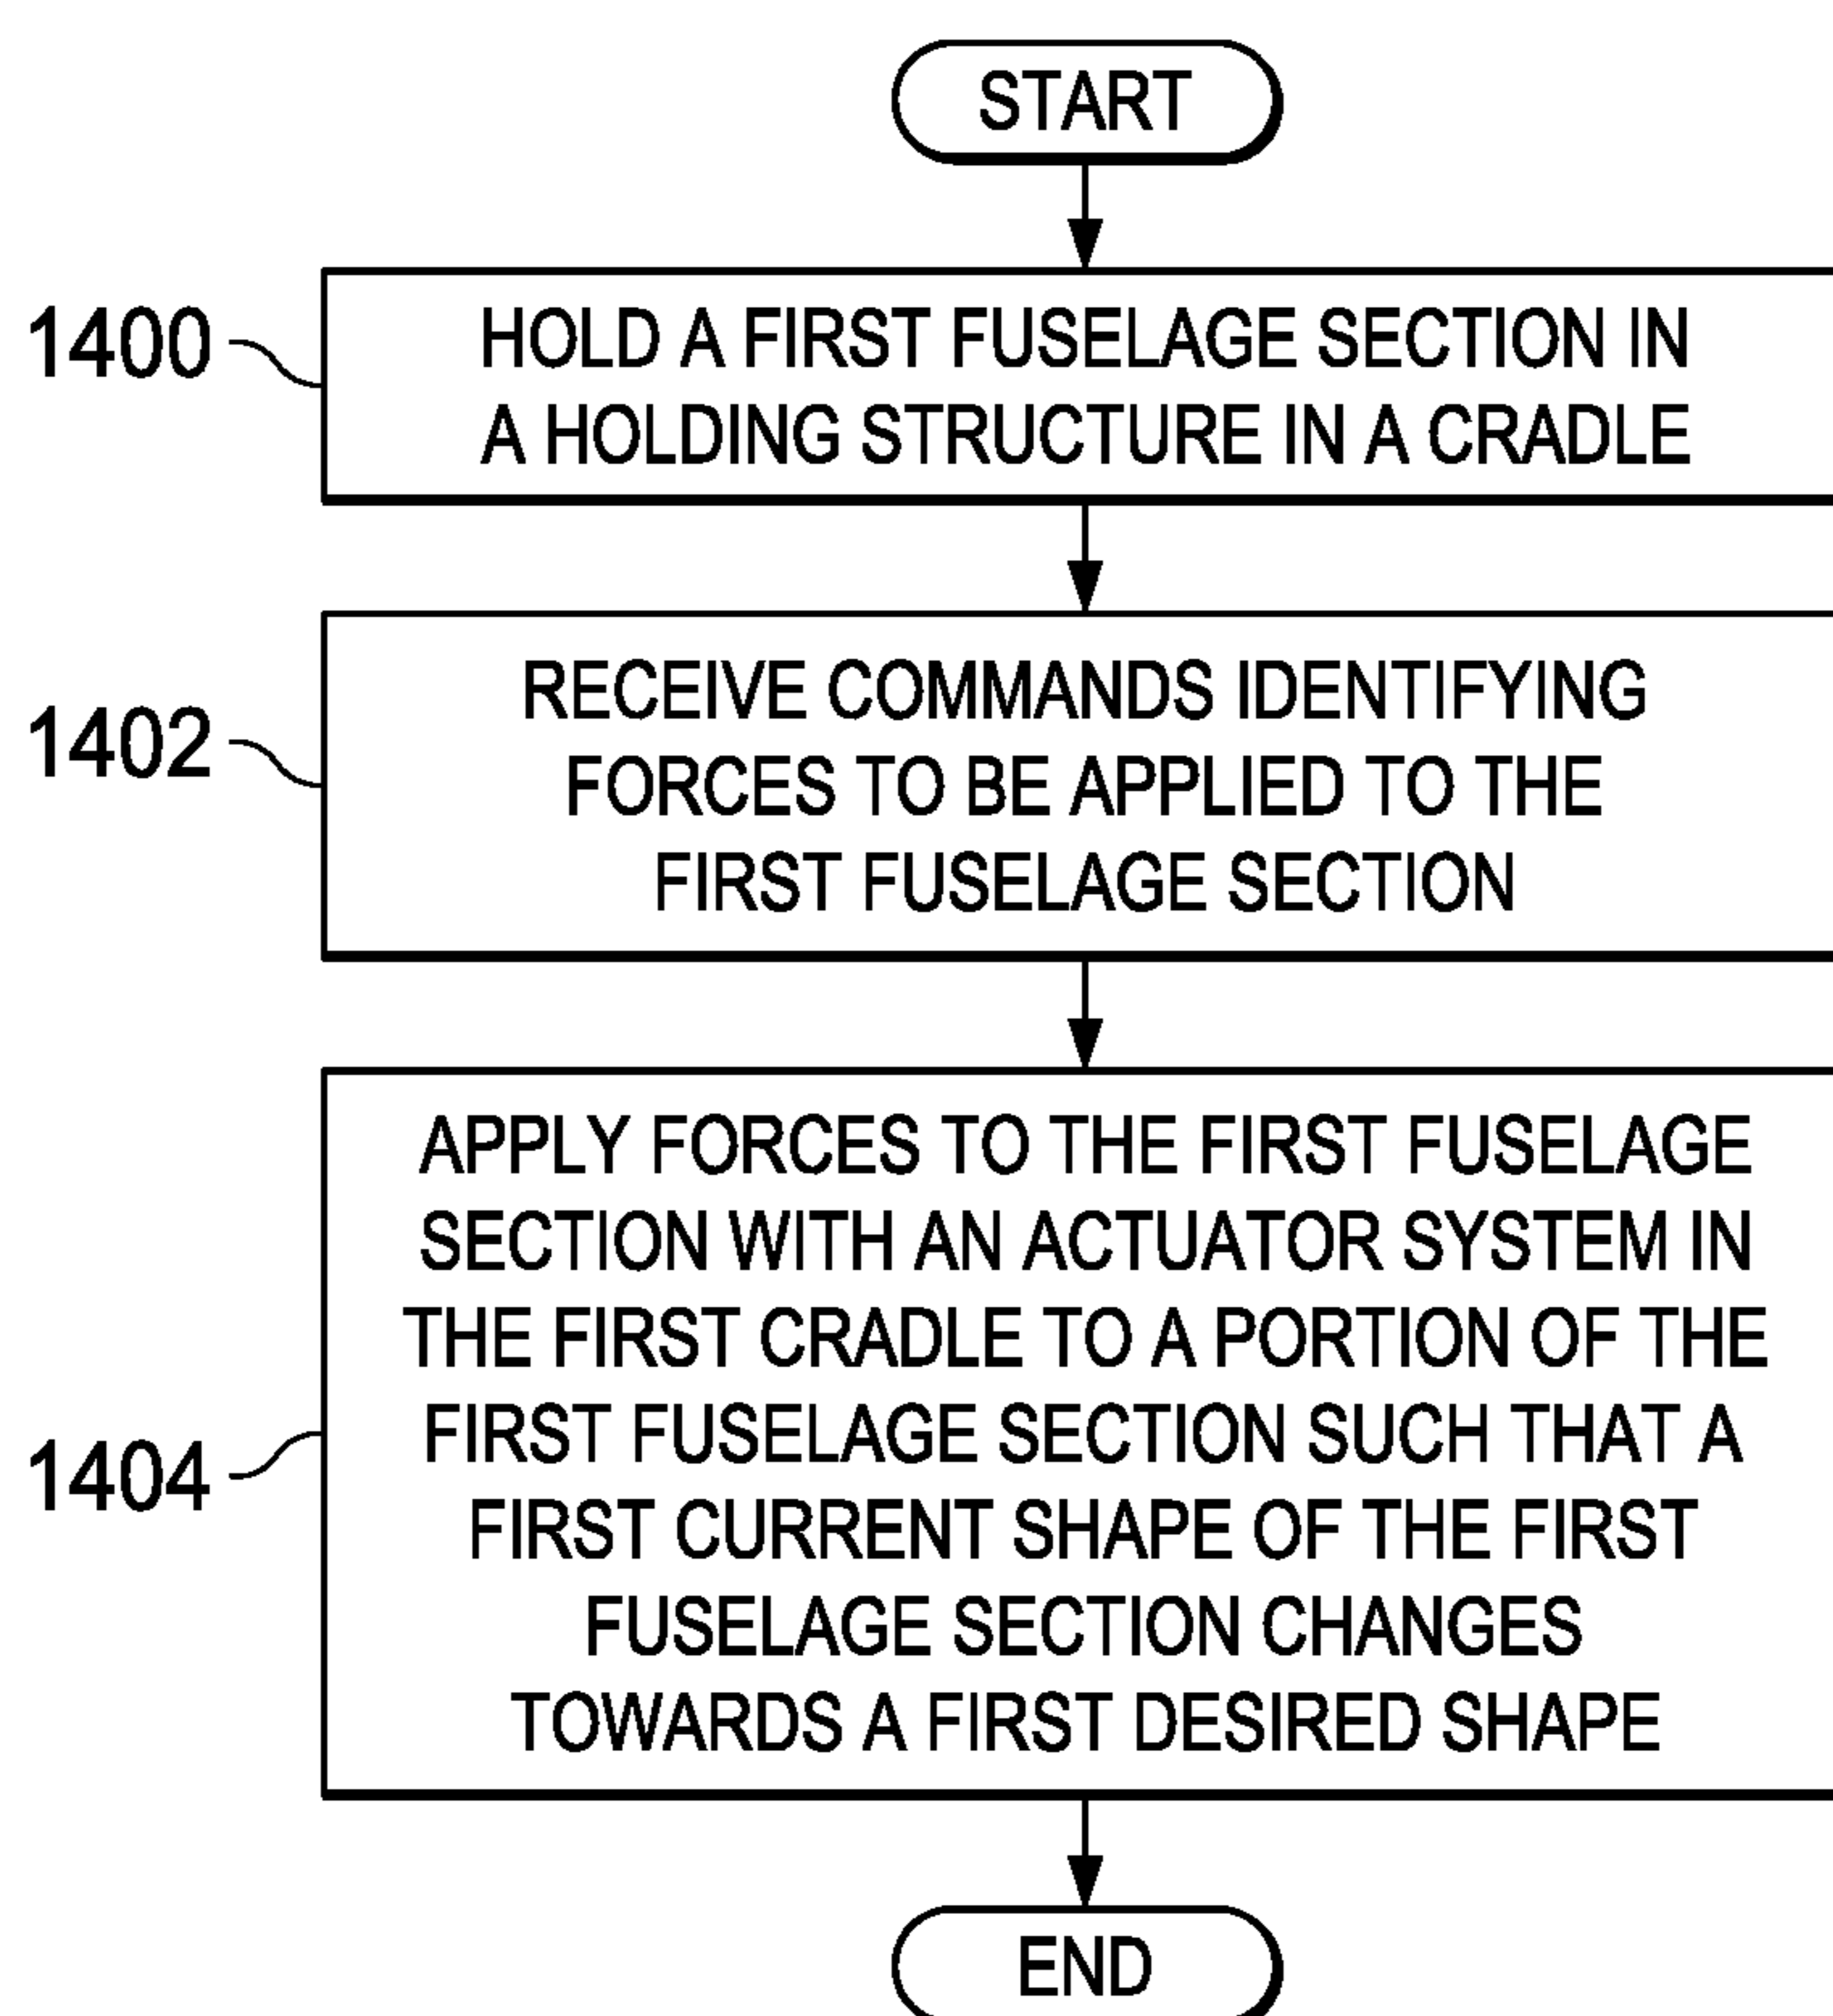 START
1400
HOLD A FIRST FUSELAGE SECTION IN
A HOLDING STRUCTURE IN A CRADLE
1402
RECEIVE COMMANDS IDENTIFYING
FORCES TO BE APPLIED TO THE
FIRST FUSELAGE SECTION
1404
APPLY FORCES TO THE FIRST FUSELAGE
SECTION WITH AN ACTUATOR SYSTEM IN
THE FIRST CRADLE TO A PORTION OF THE
FIRST FUSELAGE SECTION SUCH THAT A
FIRST CURRENT SHAPE OF THE FIRST
FUSELAGE SECTION CHANGES
TOWARDS A FIRST DESIRED SHAPE
END